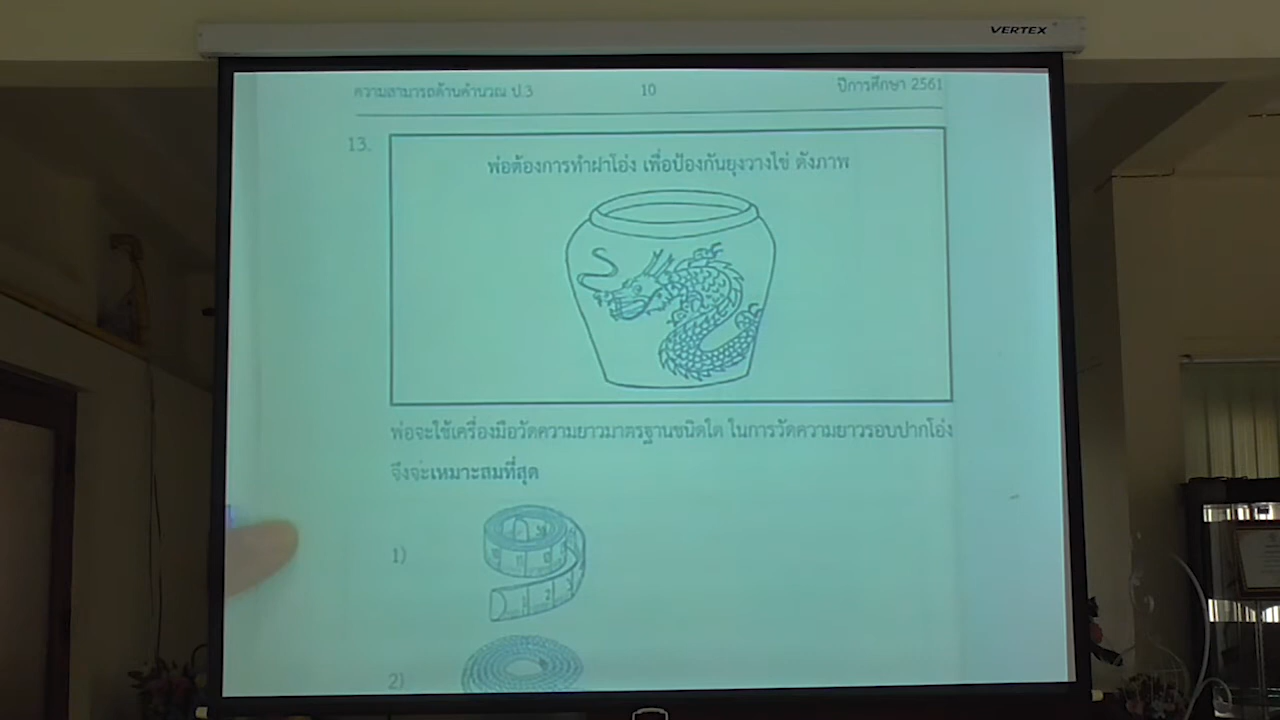 VERTEX
ความสามารถด้านคำนวณ ป.3 10 ปีการศึกษา 2561
13.
พ่อต้องการทำฝาโอ่ง เพื่อป้องกันยุงวางไข่ ดังภาพ
พ่อจะใช้เครื่องมือวัดความยาวมาตรฐานชนิดใด ในการวัดความยาวรอบปากโอ่ง
จึงจะเหมาะสมที่สุด
1)
2)